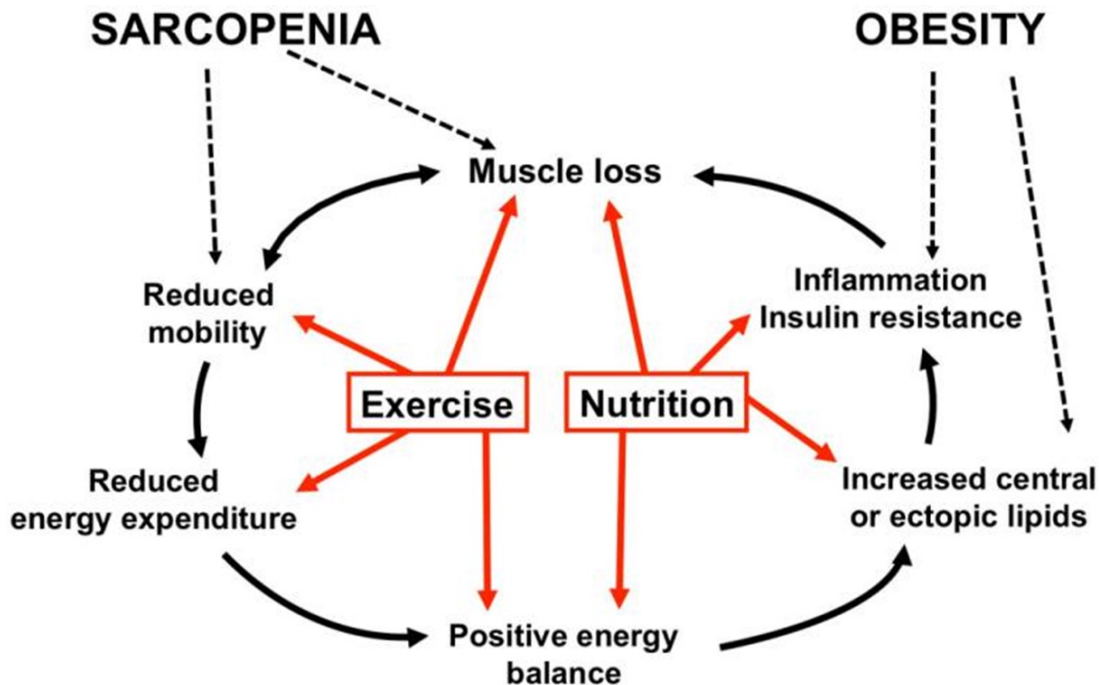 SARCOPENIA
OBESITY
Muscle loss
Reduced
mobility
Inflammation
Insulin resistance
Exercise
Nutrition
Reduced
energy expenditure
Increased central
or ectopic lipids
Positive energy
balance